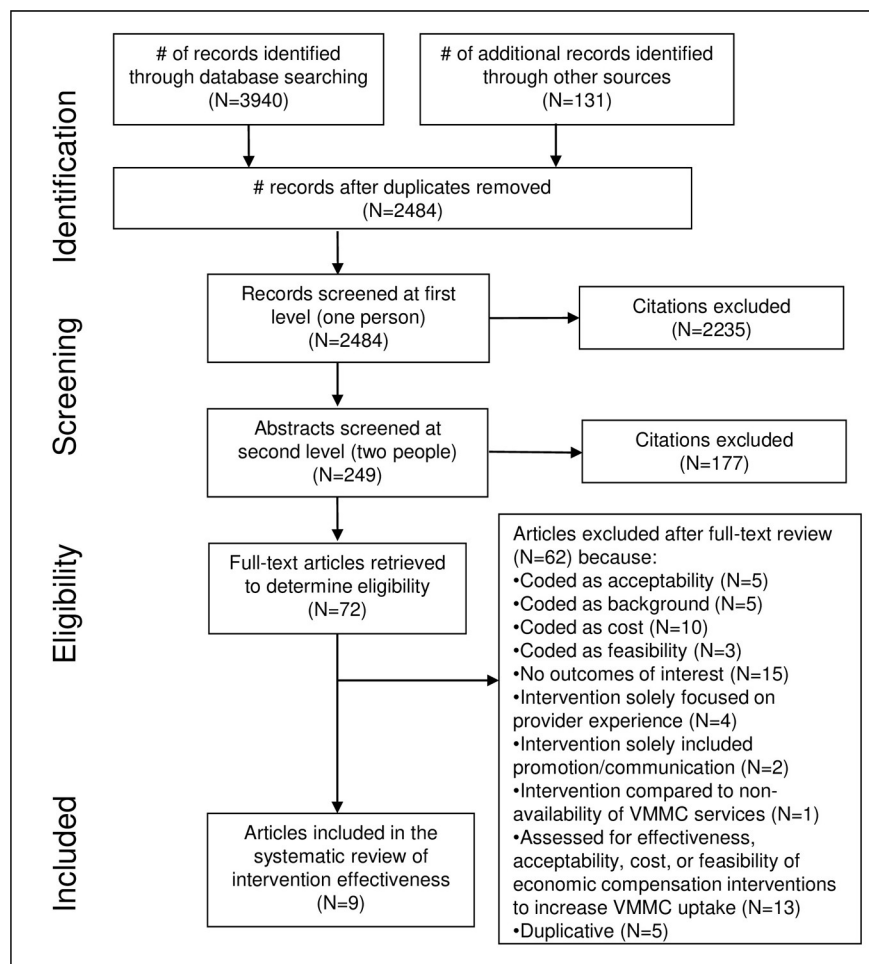 Identification
# of records identified
through database searching
(N=3940)
# of additional records identified
through other sources
(N=131)
# records after duplicates removed
(N=2484)
Screening
Records screened at first
level (one person)
(N=2484)
Citations excluded
(N=2235)
Abstracts screened at
second level (two people)
(N=249)
Citations excluded
(N=177)
Eligibility
Full-text articles retrieved
to determine eligibility
(N=72)
Articles excluded after full-text review
(N=62) because:
•Coded as acceptability (N=5)
•Coded as background (N=5)
•Coded as cost (N=10)
•Coded as feasibility (N=3)
•No outcomes of interest (N=15)
•Intervention solely focused on
provider experience (N=4)
•Intervention solely included
promotion/communication (N=2)
•Intervention compared to non-
availability of VMMC services (N=1)
•Assessed for effectiveness,
acceptability, cost, or feasibility of
economic compensation interventions
to increase VMMC uptake (N=13)
•Duplicative (N=5)
Included
Articles included in the
systematic review of
intervention effectiveness
(N=9)